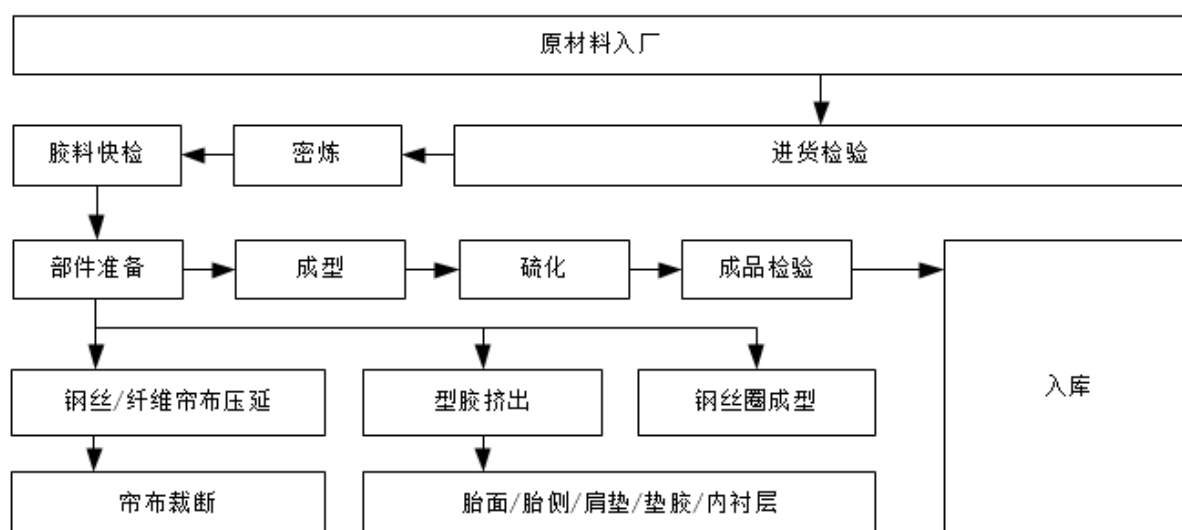 原材料入厂
胶料快检
密炼
进货检验
部件准备
成型
硫化
成品检验
入库
钢丝/纤维帘布压延
型胶挤出
钢丝圈成型
帘布裁断
胎面/胎侧/肩垫/垫胶/内衬层